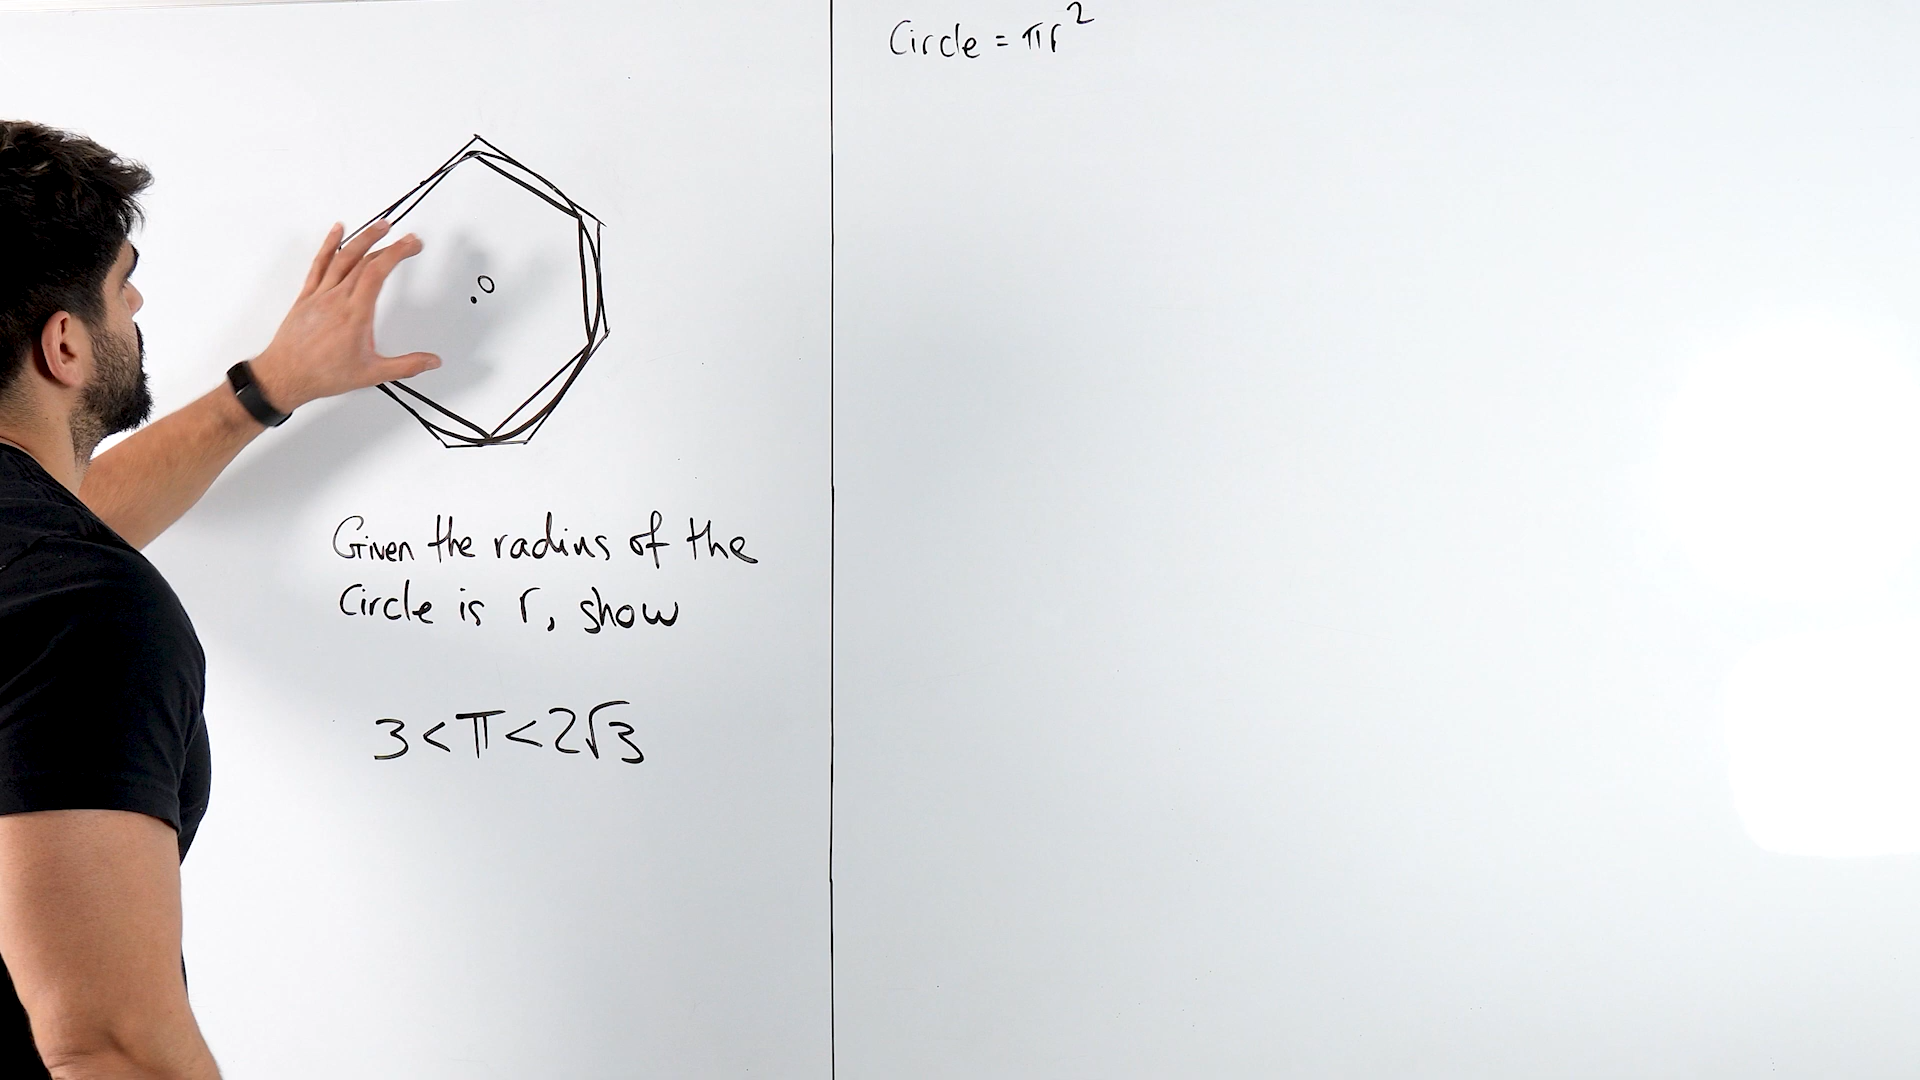 Circle = πr²
O
Given the radius of the
Circle is r, show
3 < π < 2√3